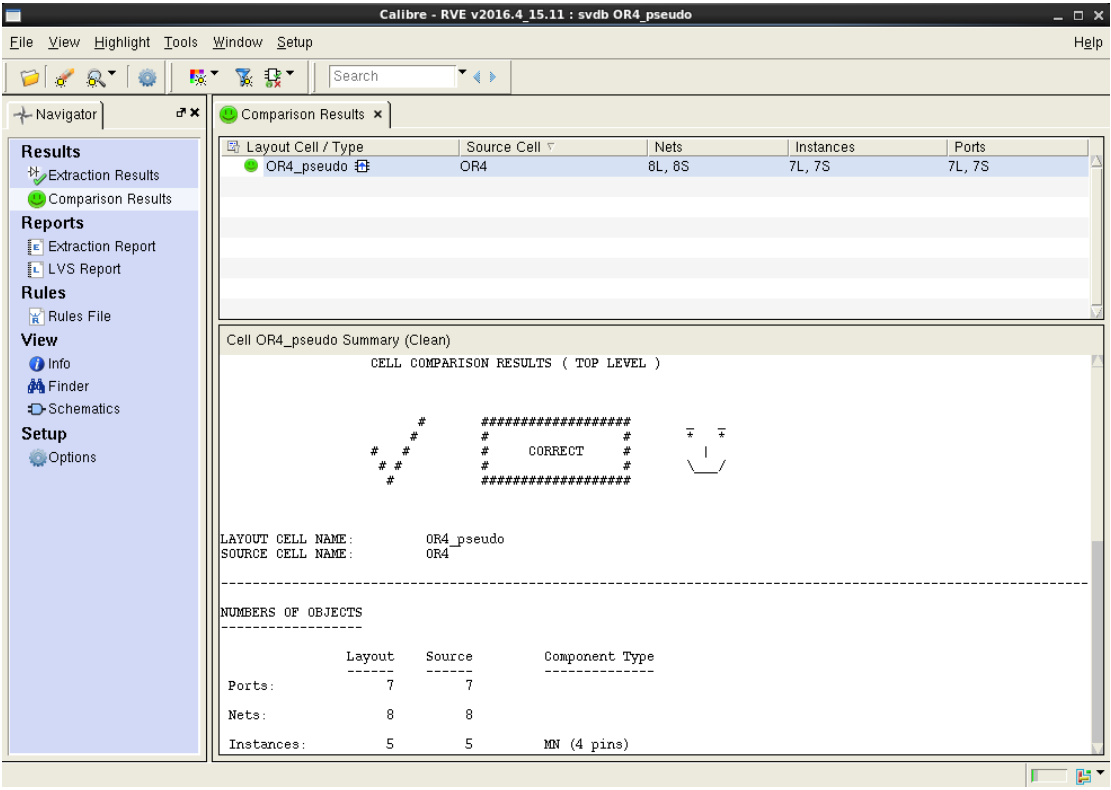 Calibre - RVE v2016.4_15.11 : svdb OR4_pseudo
File View Highlight Tools Window Setup Help
Search
Navigator
Comparison Results
Results
Extraction Results
Comparison Results
Reports
Extraction Report
LVS Report
Rules
Rules File
View
Info
Finder
Schematics
Setup
Options
Layout Cell / Type Source Cell Nets Instances Ports
OR4_pseudo OR4 8L, 8S 7L, 7S 7L, 7S
Cell OR4_pseudo Summary (Clean)
CELL COMPARISON RESULTS ( TOP LEVEL )
# ################### _ _
# # # * *
# # # CORRECT # |
# # # # \___/
# ###################
LAYOUT CELL NAME: OR4_pseudo
SOURCE CELL NAME: OR4
NUMBERS OF OBJECTS
------------------
Layout Source Component Type
------ ------ --------------
Ports: 7 7
Nets: 8 8
Instances: 5 5 MN (4 pins)